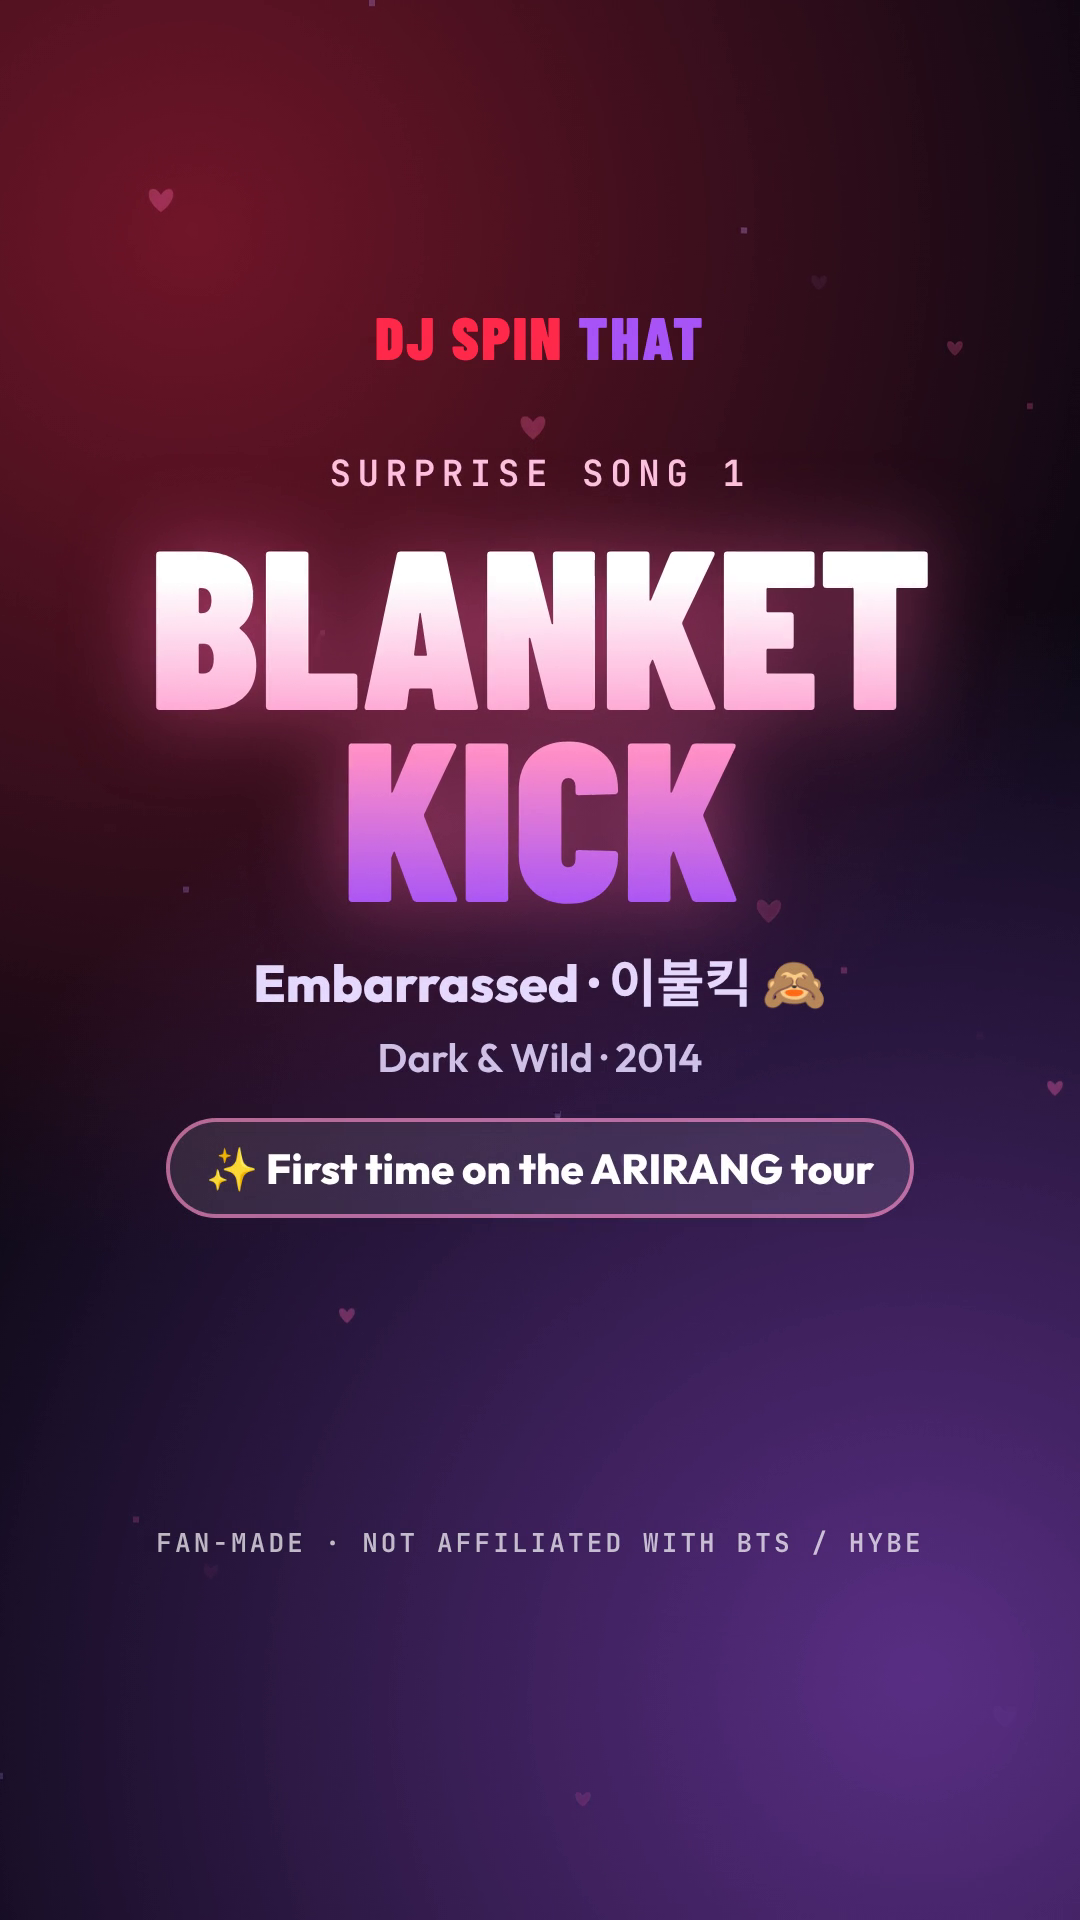 DJ SPIN THAT
SURPRISE SONG 1
BLANKET
KICK
Embarrassed · 이불킥 🙈
Dark & Wild · 2014
✨ First time on the ARIRANG tour
FAN-MADE · NOT AFFILIATED WITH BTS / HYBE